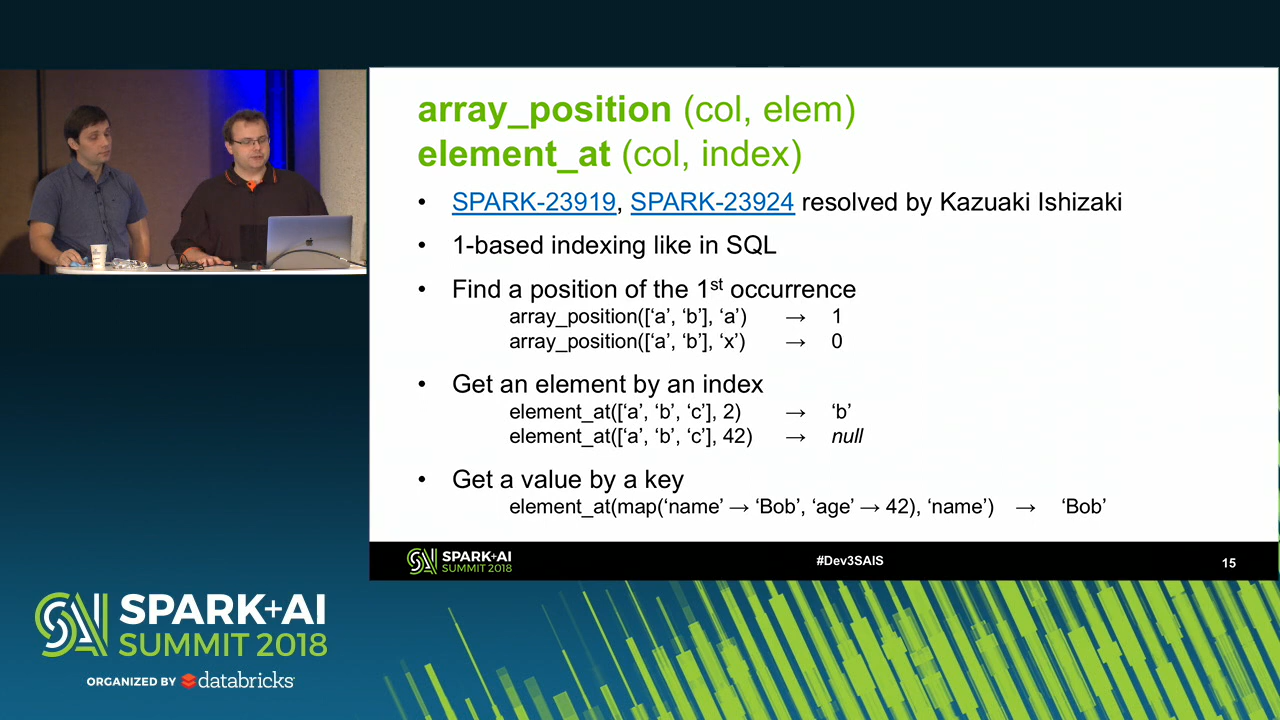 array_position (col, elem)
element_at (col, index)
• SPARK-23919, SPARK-23924 resolved by Kazuaki Ishizaki
• 1-based indexing like in SQL
• Find a position of the 1st occurrence
array_position([‘a’, ‘b’], ‘a’) → 1
array_position([‘a’, ‘b’], ‘x’) → 0
• Get an element by an index
element_at([‘a’, ‘b’, ‘c’], 2) → ‘b’
element_at([‘a’, ‘b’, ‘c’], 42) → null
• Get a value by a key
element_at(map(‘name’ → ‘Bob’, ‘age’ → 42), ‘name’) → ‘Bob’
SPARK+AI
SUMMIT 2018
#Dev3SAIS
15
SPARK+AI
SUMMIT 2018
ORGANIZED BY databricks